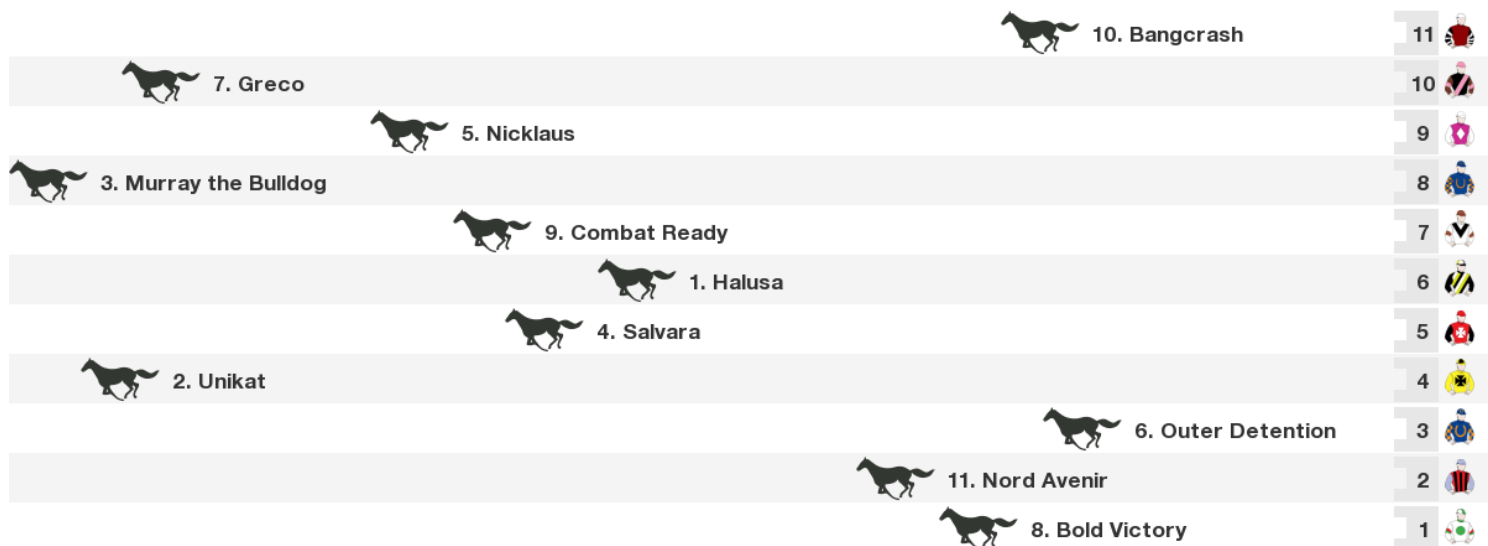 10. Bangcrash 11
7. Greco 10
5. Nicklaus 9
3. Murray the Bulldog 8
9. Combat Ready 7
1. Halusa 6
4. Salvara 5
2. Unikat 4
6. Outer Detention 3
11. Nord Avenir 2
8. Bold Victory 1